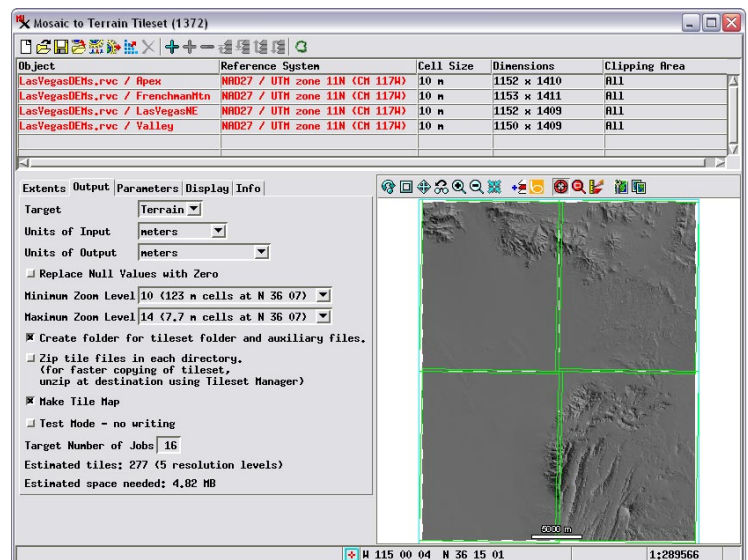 Mosaic to Terrain Tileset (1372)
Object Reference System Cell Size Dimensions Clipping Area
LasVegasDEMs.rvc / Apex NAD27 / UTM zone 11N (CM 117W) 10 m 1152 x 1410 All
LasVegasDEMs.rvc / FrenchmanMtn NAD27 / UTM zone 11N (CM 117W) 10 m 1153 x 1411 All
LasVegasDEMs.rvc / LasVegasNE NAD27 / UTM zone 11N (CM 117W) 10 m 1152 x 1409 All
LasVegasDEMs.rvc / Valley NAD27 / UTM zone 11N (CM 117W) 10 m 1150 x 1409 All
Extents Output Parameters Display Info
Target Terrain
Units of Input meters
Units of Output meters
Replace Null Values with Zero
Minimum Zoom Level 10 (123 m cells at N 36 07)
Maximum Zoom Level 14 (7.7 m cells at N 36 07)
Create folder for tileset folder and auxiliary files.
Zip tile files in each directory.
(for faster copying of tileset,
unzip at destination using Tileset Manager)
Make Tile Map
Test Mode - no writing
Target Number of Jobs 16
Estimated tiles: 277 (5 resolution levels)
Estimated space needed: 4.82 MB
5000 m
W 115 00 04 N 36 15 01 1:289566